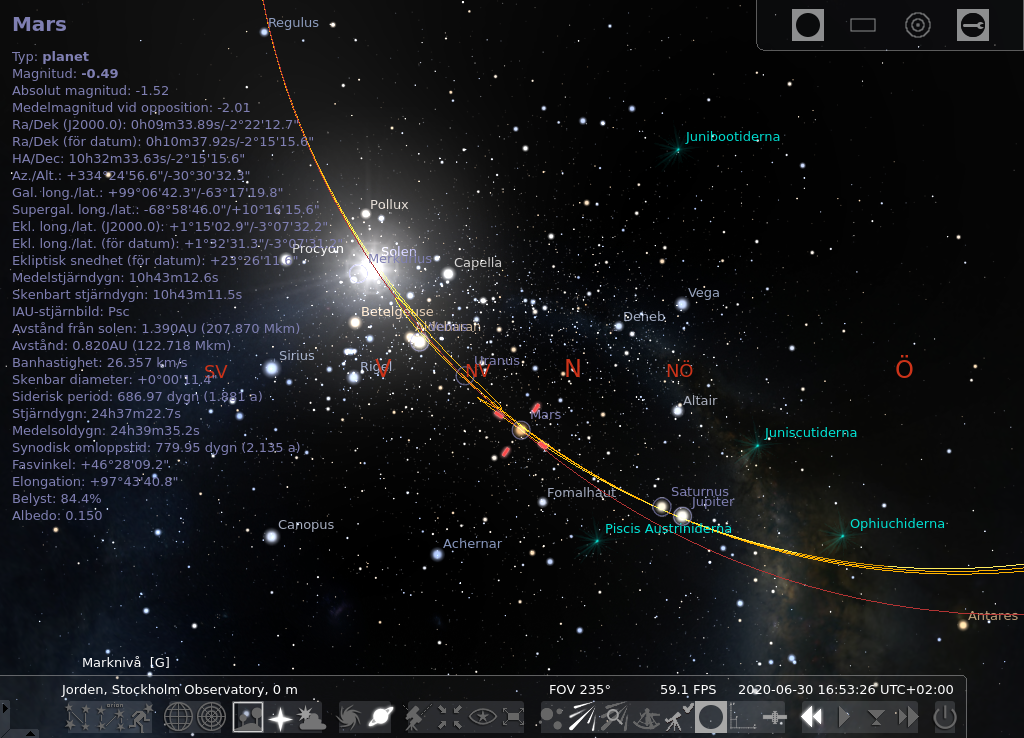 Mars
Typ: planet
Magnitud: -0.49
Absolut magnitud: -1.52
Medelmagnitud vid opposition: -2.01
Ra/Dek (J2000.0): 0h09m33.89s/-2°22'12.7"
Ra/Dek (för datum): 0h10m37.92s/-2°15'15.6"
HA/Dec: 10h32m33.63s/-2°15'15.6"
Az./Alt.: +334°24'56.6"/-30°30'32.3"
Gal. long./lat.: +99°06'42.3"/-63°17'19.8"
Supergal. long./lat.: -68°58'46.0"/+10°16'15.6"
Ekl. long./lat. (J2000.0): +1°15'02.9"/-3°07'32.2"
Ekl. long./lat. (för datum): +1°32'31.3"/-3°07'31.2"
Ekliptisk snedhet (för datum): +23°26'11.6"
Medelstjärndygn: 10h43m12.6s
Skenbart stjärndygn: 10h43m11.5s
IAU-stjärnbild: Psc
Avstånd från solen: 1.390AU (207.870 Mkm)
Avstånd: 0.820AU (122.718 Mkm)
Banhastighet: 26.357 km/s
Skenbar diameter: +0°00'11.4"
Siderisk period: 686.97 dygn (1.881 a)
Stjärndygn: 24h37m22.7s
Medelsoldygn: 24h39m35.2s
Synodisk omloppstid: 779.95 dygn (2.135 a)
Fasvinkel: +46°28'09.2"
Elongation: +97°43'40.8"
Belyst: 84.4%
Albedo: 0.150
Regulus
Junibootiderna
Pollux
Procyon
Solen
Merkurius
Capella
Vega
Betelgeuse
Deneb
Aldebaran
Sirius
Rigel
Uranus
SV
V
NV
N
NÖ
Ö
Altair
Mars
Juniscutiderna
Fomalhaut
Saturnus
Jupiter
Piscis Austriniderna
Ophiuchiderna
Canopus
Achernar
Antares
Marknivå [G]
Jorden, Stockholm Observatory, 0 m
FOV 235°
59.1 FPS
2020-06-30 16:53:26 UTC+02:00